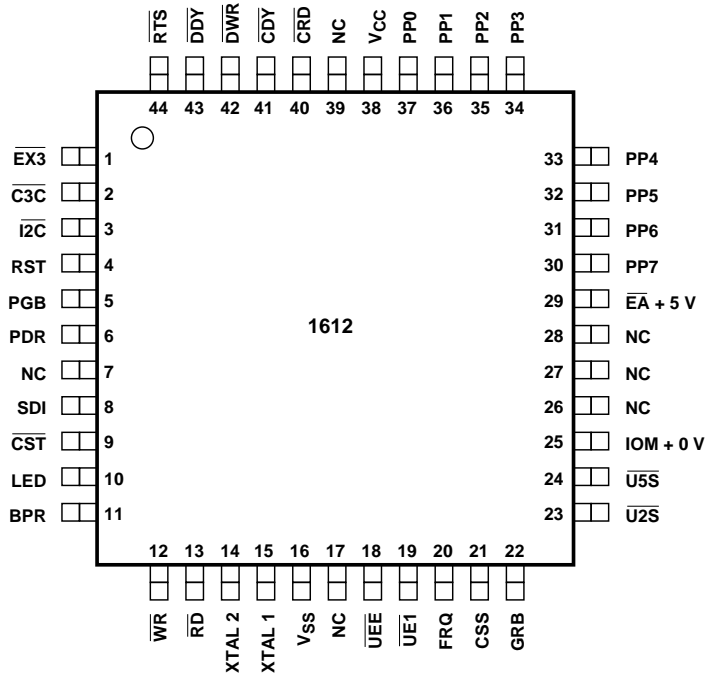 RTS DDY DWR CDY CRD NC VCC PP0 PP1 PP2 PP3
44 43 42 41 40 39 38 37 36 35 34
EX3 1 33 PP4
C3C 2 32 PP5
I2C 3 31 PP6
RST 4 30 PP7
PGB 5 29 EA + 5 V
PDR 6 1612 28 NC
NC 7 27 NC
SDI 8 26 NC
CST 9 25 IOM + 0 V
LED 10 24 U5S
BPR 11 23 U2S
12 13 14 15 16 17 18 19 20 21 22
WR RD XTAL 2 XTAL 1 VSS NC UEE UE1 FRQ CSS GRB